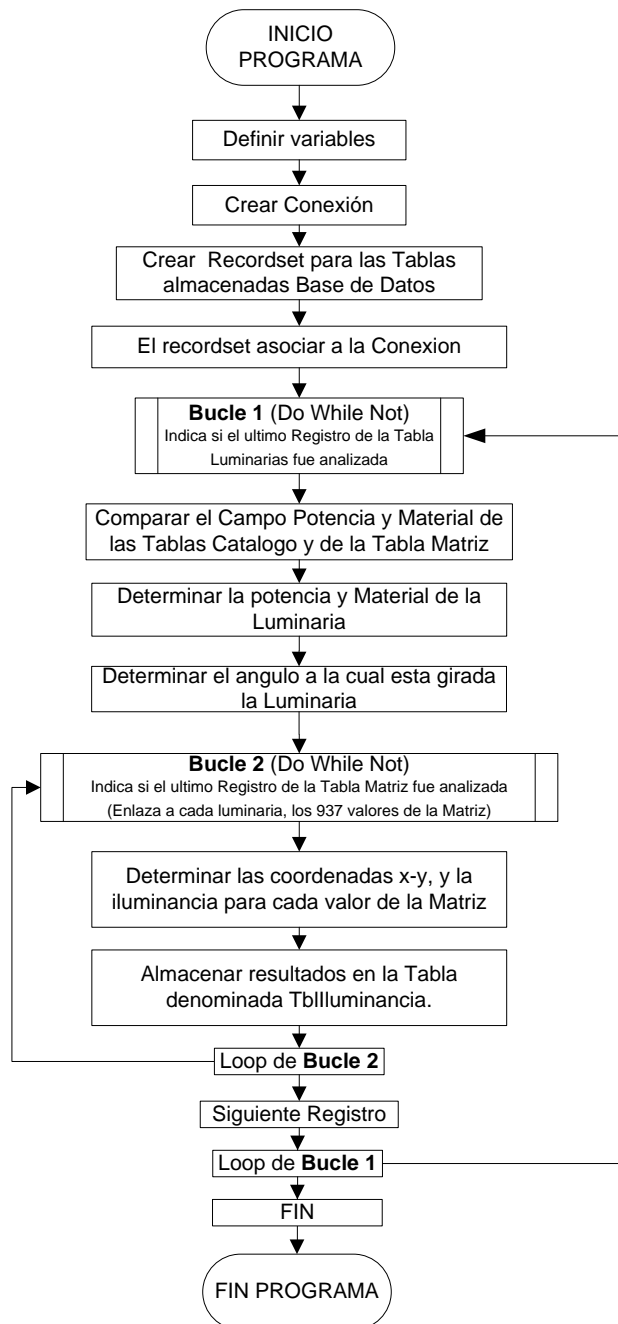 INICIO
PROGRAMA
Definir variables
Crear Conexión
Crear Recordset para las Tablas
almacenadas Base de Datos
El recordset asociar a la Conexion
Bucle 1 (Do While Not)
Indica si el ultimo Registro de la Tabla
Luminarias fue analizada
Comparar el Campo Potencia y Material de
las Tablas Catalogo y de la Tabla Matriz
Determinar la potencia y Material de la
Luminaria
Determinar el angulo a la cual esta girada
la Luminaria
Bucle 2 (Do While Not)
Indica si el ultimo Registro de la Tabla Matriz fue analizada
(Enlaza a cada luminaria, los 937 valores de la Matriz)
Determinar las coordenadas x-y, y la
iluminancia para cada valor de la Matriz
Almacenar resultados en la Tabla
denominada TblIluminancia.
Loop de Bucle 2
Siguiente Registro
Loop de Bucle 1
FIN
FIN PROGRAMA